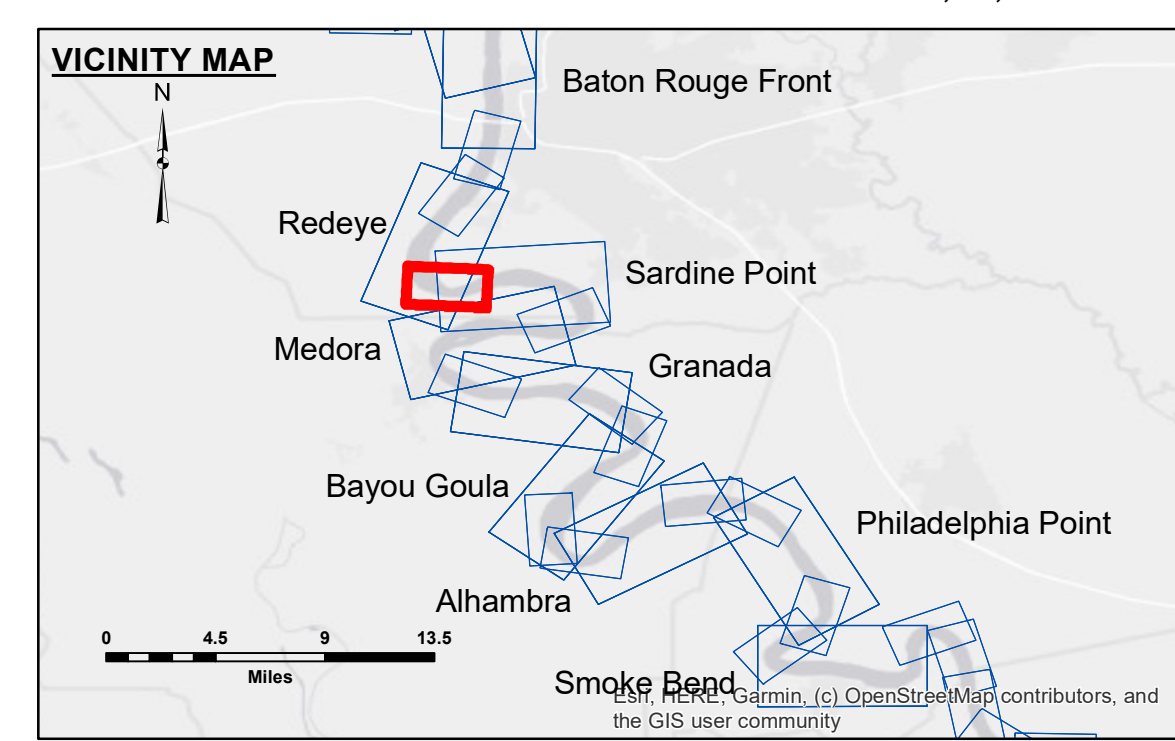 VICINITY MAP
N
Baton Rouge Front
Redeye
Sardine Point
Medora
Granada
Bayou Goula
Philadelphia Point
Alhambra
0 4.5 9 13.5
Miles
Smoke Bend
Esri, HERE, Garmin, (c) OpenStreetMap contributors, and
the GIS user community